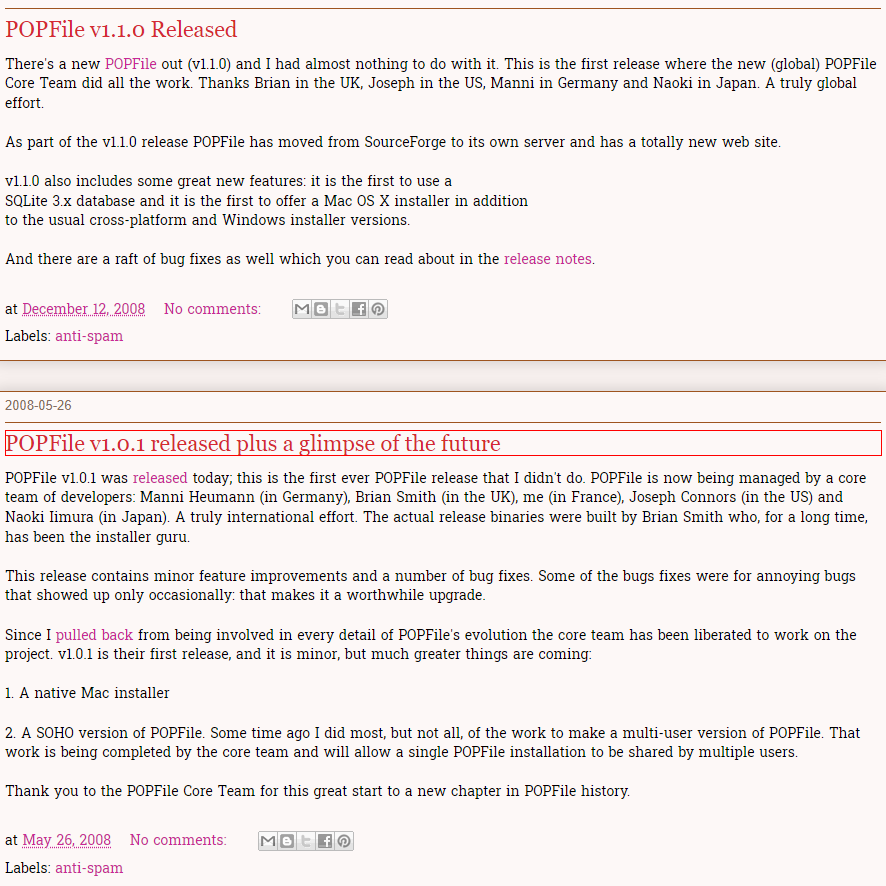 POPFile v1.1.0 Released
There's a new POPFile out (v1.1.0) and I had almost nothing to do with it. This is the first release where the new (global) POPFile
Core Team did all the work. Thanks Brian in the UK, Joseph in the US, Manni in Germany and Naoki in Japan. A truly global
effort.
As part of the v1.1.0 release POPFile has moved from SourceForge to its own server and has a totally new web site.
v1.1.0 also includes some great new features: it is the first to use a
SQLite 3.x database and it is the first to offer a Mac OS X installer in addition
to the usual cross-platform and Windows installer versions.
And there are a raft of bug fixes as well which you can read about in the release notes.
at December 12, 2008 No comments:
Labels: anti-spam
2008-05-26
POPFile v1.0.1 released plus a glimpse of the future
POPFile v1.0.1 was released today; this is the first ever POPFile release that I didn't do. POPFile is now being managed by a core
team of developers: Manni Heumann (in Germany), Brian Smith (in the UK), me (in France), Joseph Connors (in the US) and
Naoki Iimura (in Japan). A truly international effort. The actual release binaries were built by Brian Smith who, for a long time,
has been the installer guru.
This release contains minor feature improvements and a number of bug fixes. Some of the bugs fixes were for annoying bugs
that showed up only occasionally: that makes it a worthwhile upgrade.
Since I pulled back from being involved in every detail of POPFile's evolution the core team has been liberated to work on the
project. v1.0.1 is their first release, and it is minor, but much greater things are coming:
1. A native Mac installer
2. A SOHO version of POPFile. Some time ago I did most, but not all, of the work to make a multi-user version of POPFile. That
work is being completed by the core team and will allow a single POPFile installation to be shared by multiple users.
Thank you to the POPFile Core Team for this great start to a new chapter in POPFile history.
at May 26, 2008 No comments:
Labels: anti-spam